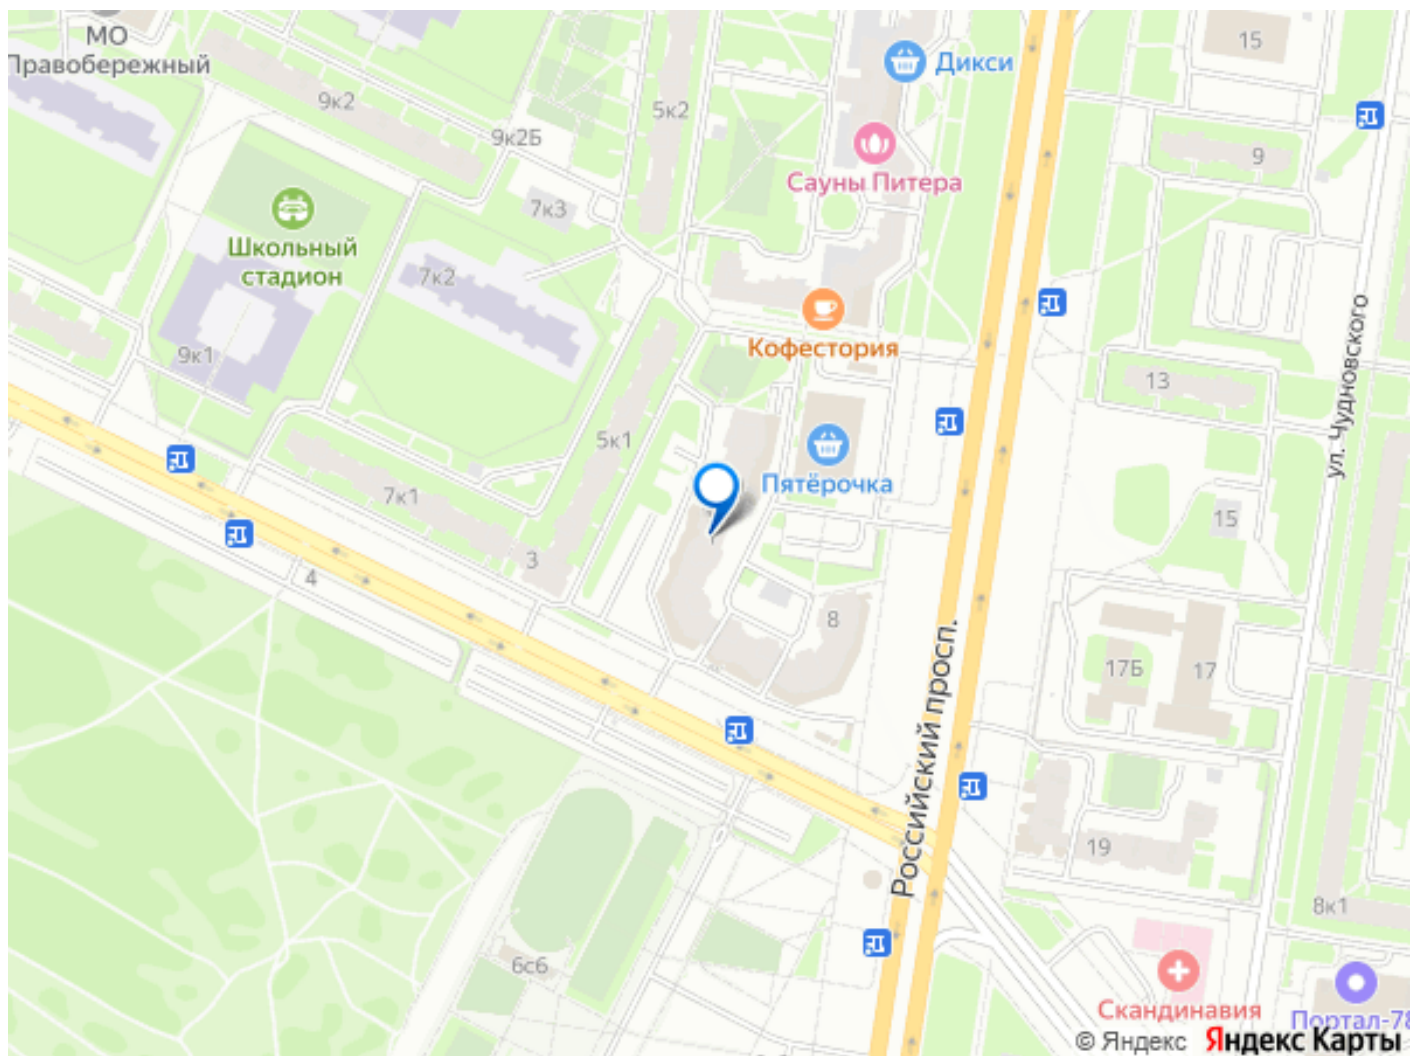 МО
Правобережный
15
Дикси
9к2
5к2
9к2Б
9
Сауны Питера
7к3
Школьный
стадион
7к2
Кофестория
9к1
13
ул. Чудновского
5к1
Пятёрочка
7к1
15
3
4
8
17Б
17
Российский просп.
19
8к1
6с6
Скандинавия
Портал-78
© Яндекс Яндекс Карты